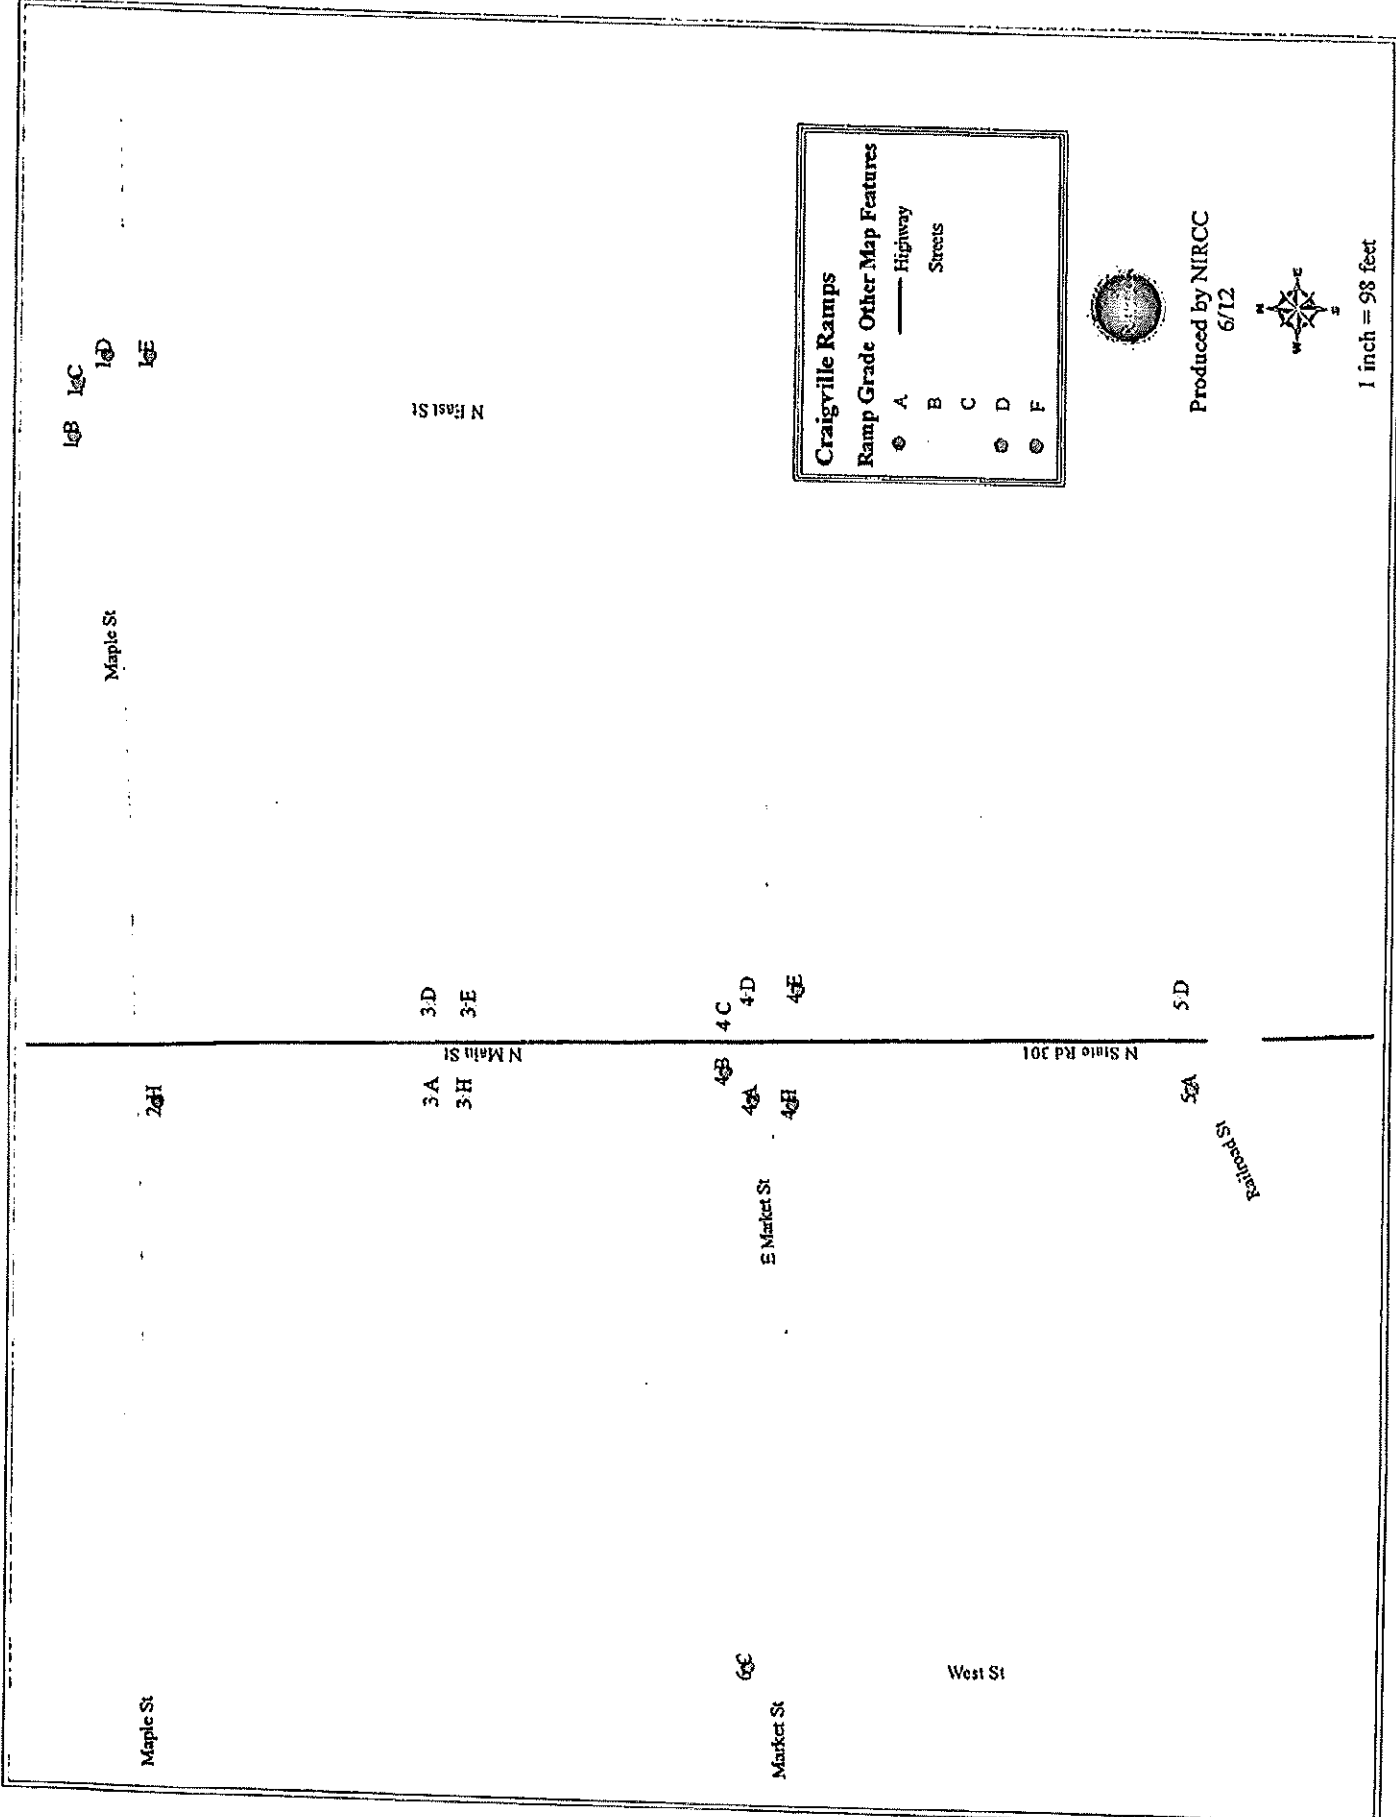 Maple St
Maple St
1-B
1-C
1-D
1-E
N East St
2-H
3-A
3-H
3-D
3-E
N Main St
4-B
4 C
4-A
4-D
4-H
4-E
E Market St
Market St
6-C
West St
N State Rd 301
5-A
5-D
Railroad St
Craigville Ramps
Ramp Grade Other Map Features
A Highway
B Streets
C
D
F
Produced by NIRCC
6/12
N
W E
S
1 inch = 98 feet